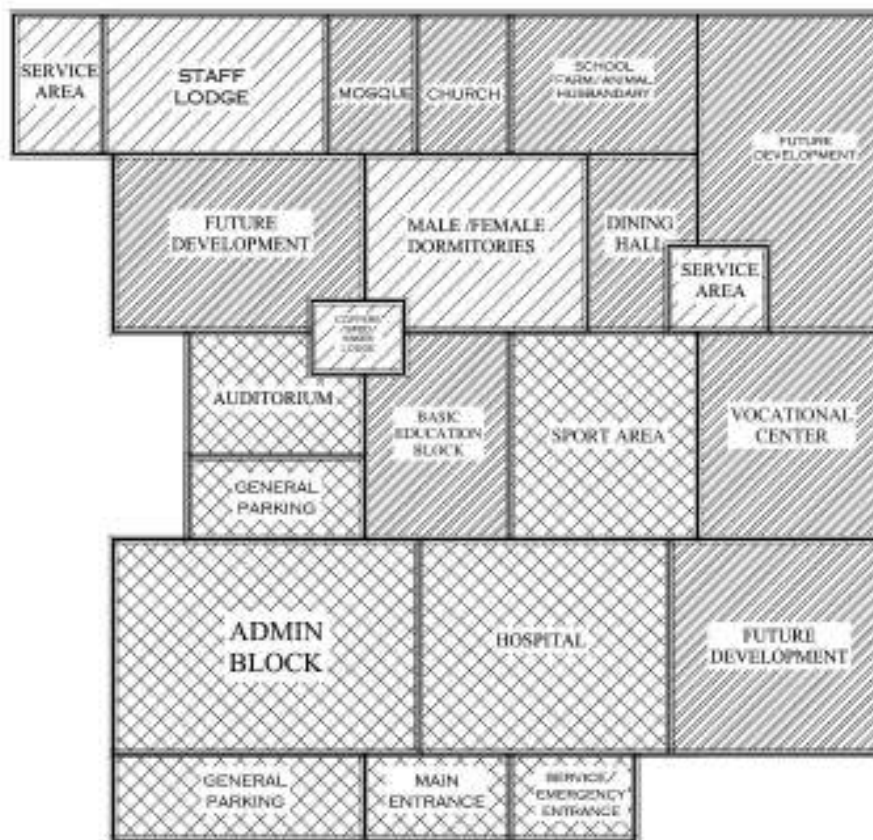 SERVICE
AREA
STAFF
LODGE
MOSQUE
CHURCH
SCHOOL
FARM/ANIMAL
HUSBANDARY
FUTURE
DEVELOPMENT
FUTURE
DEVELOPMENT
MALE /FEMALE
DORMITORIES
DINING
HALL
SERVICE
AREA
LODGE
AUDITORIUM
BASIC
EDUCATION
BLOCK
SPORT AREA
VOCATIONAL
CENTER
GENERAL
PARKING
ADMIN
BLOCK
HOSPITAL
FUTURE
DEVELOPMENT
GENERAL
PARKING
MAIN
ENTRANCE
SERVICE/
EMERGENCY
ENTRANCE